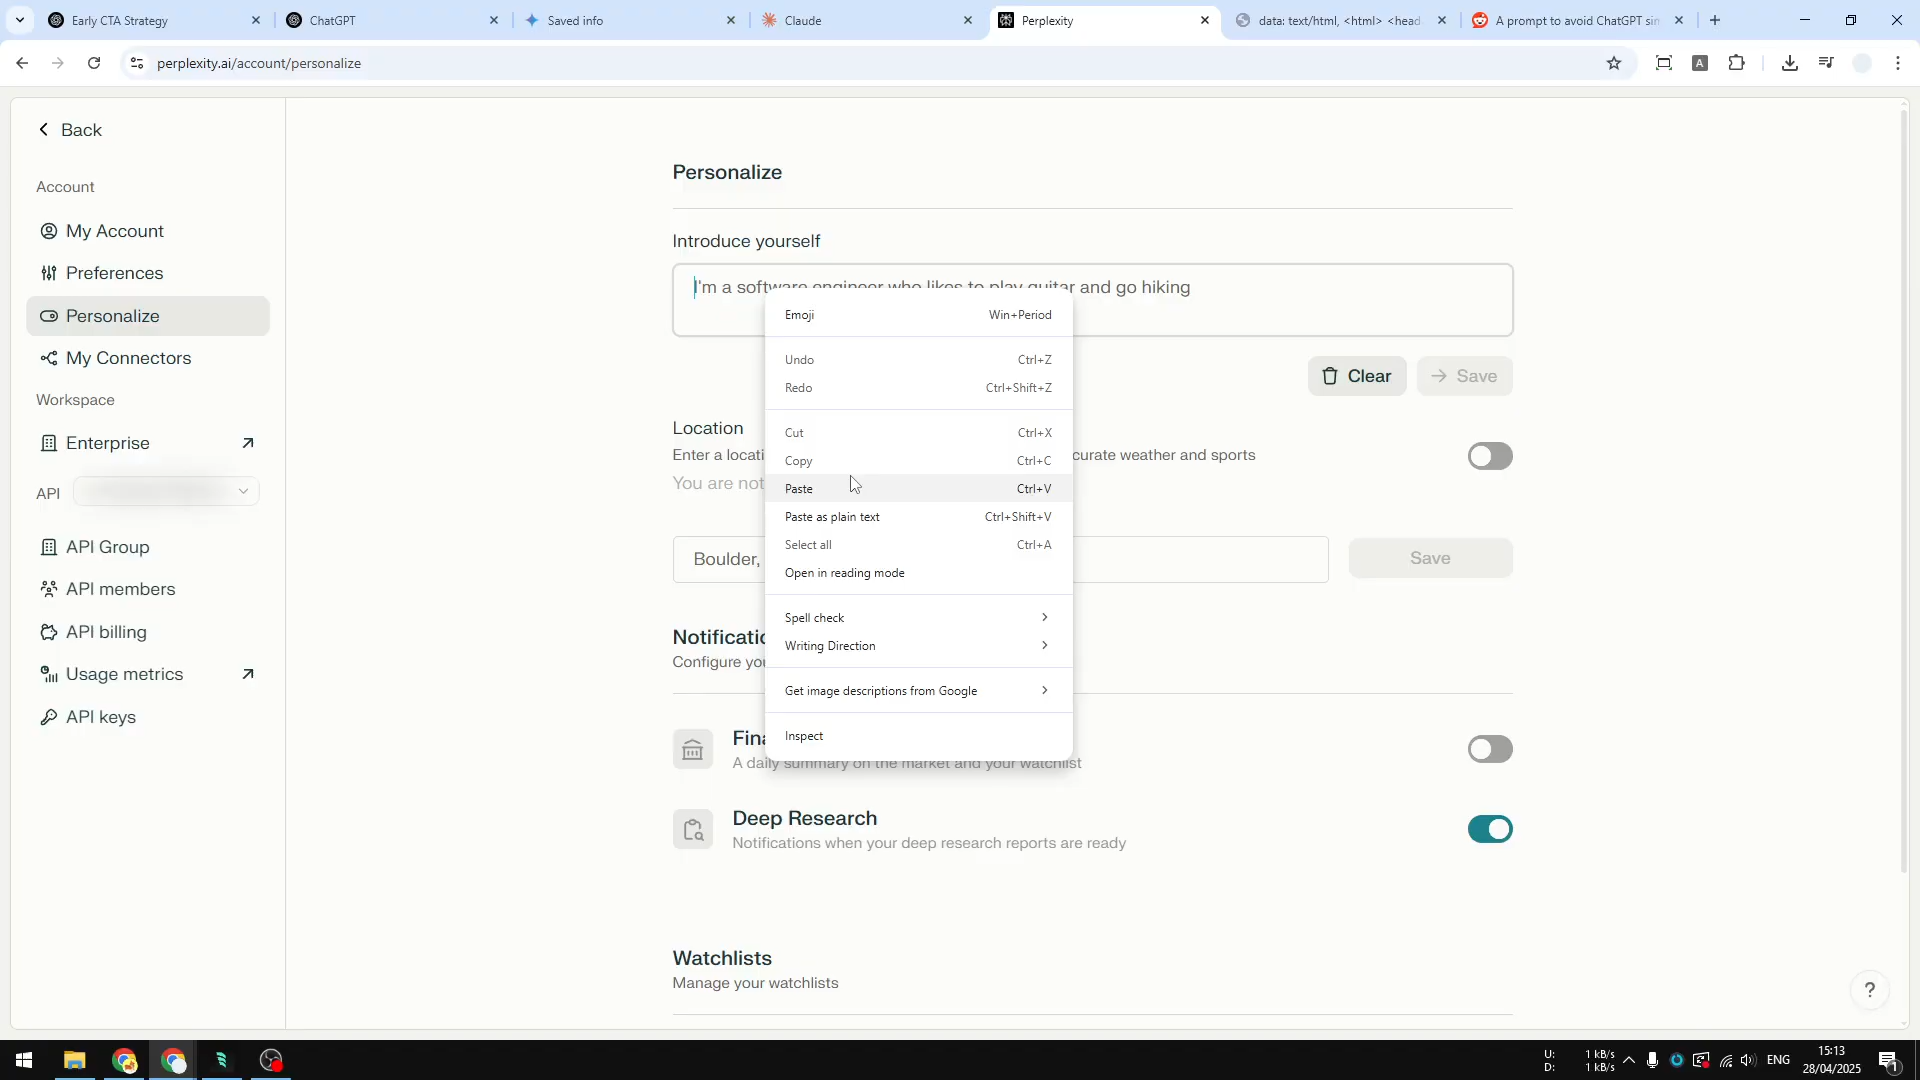 Early CTA Strategy
ChatGPT
Saved info
Claude
Perplexity
data: text/html, <html> <head
A prompt to avoid ChatGPT sim
perplexity.ai/account/personalize
A
Back
Account
My Account
Preferences
Personalize
My Connectors
Workspace
Enterprise
API
API Group
API members
API billing
Usage metrics
API keys
Personalize
Introduce yourself
I'm a software engineer who likes to play guitar and go hiking
Clear
Save
Location
Enter a locati
curate weather and sports
You are not
Boulder,
Save
Notificatio
Configure you
Fina
A daily summary on the market and your watchlist
Deep Research
Notifications when your deep research reports are ready
Watchlists
Manage your watchlists
Emoji Win+Period
Undo Ctrl+Z
Redo Ctrl+Shift+Z
Cut Ctrl+X
Copy Ctrl+C
Paste Ctrl+V
Paste as plain text Ctrl+Shift+V
Select all Ctrl+A
Open in reading mode
Spell check
Writing Direction
Get image descriptions from Google
Inspect
?
U: 1 kB/s
D: 1 kB/s
ENG
15:13
28/04/2025
1